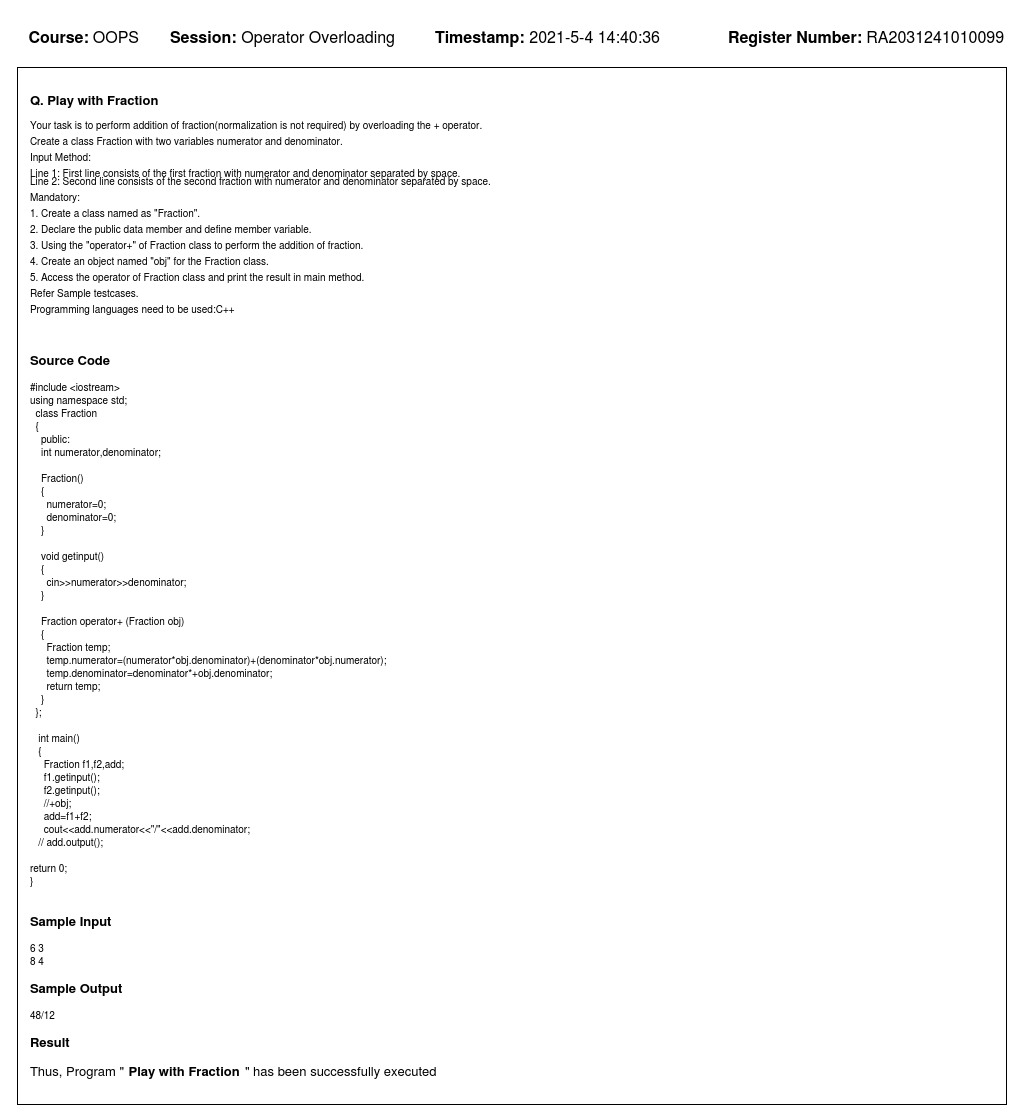 Course: OOPS Session: Operator Overloading Timestamp: 2021-5-4 14:40:36 Register Number: RA2031241010099
Q. Play with Fraction
Your task is to perform addition of fraction(normalization is not required) by overloading the + operator.
Create a class Fraction with two variables numerator and denominator.
Input Method:
Line 1: First line consists of the first fraction with numerator and denominator separated by space.
Line 2: Second line consists of the second fraction with numerator and denominator separated by space.
Mandatory:
1. Create a class named as "Fraction".
2. Declare the public data member and define member variable.
3. Using the "operator+" of Fraction class to perform the addition of fraction.
4. Create an object named "obj" for the Fraction class.
5. Access the operator of Fraction class and print the result in main method.
Refer Sample testcases.
Programming languages need to be used:C++
Source Code
#include <iostream>
using namespace std;
class Fraction
{
public:
int numerator,denominator;
Fraction()
{
numerator=0;
denominator=0;
}
void getinput()
{
cin>>numerator>>denominator;
}
Fraction operator+ (Fraction obj)
{
Fraction temp;
temp.numerator=(numerator*obj.denominator)+(denominator*obj.numerator);
temp.denominator=denominator*+obj.denominator;
return temp;
}
};
int main()
{
Fraction f1,f2,add;
f1.getinput();
f2.getinput();
//+obj;
add=f1+f2;
cout<<add.numerator<<"/"<<add.denominator;
// add.output();
return 0;
}
Sample Input
6 3
8 4
Sample Output
48/12
Result
Thus, Program " Play with Fraction " has been successfully executed